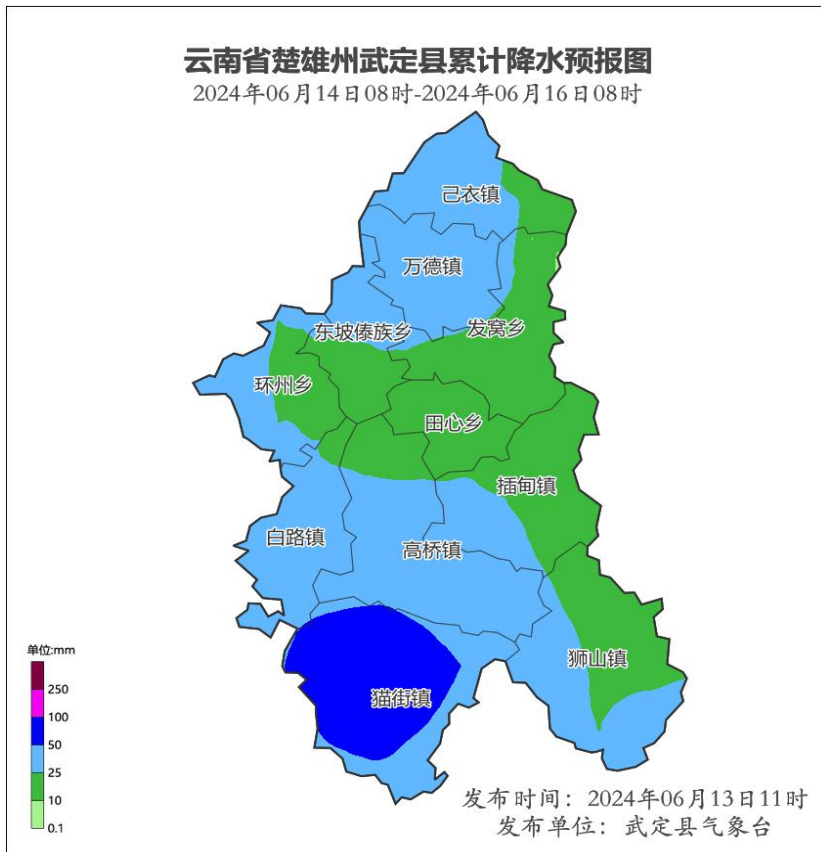 云南省楚雄州武定县累计降水预报图
2024年06月14日08时-2024年06月16日08时
己衣镇
万德镇
东坡傣族乡
发窝乡
环州乡
田心乡
插甸镇
白路镇
高桥镇
狮山镇
猫街镇
单位:mm
250
100
50
25
10
0.1
发布时间：2024年06月13日11时
发布单位：武定县气象台